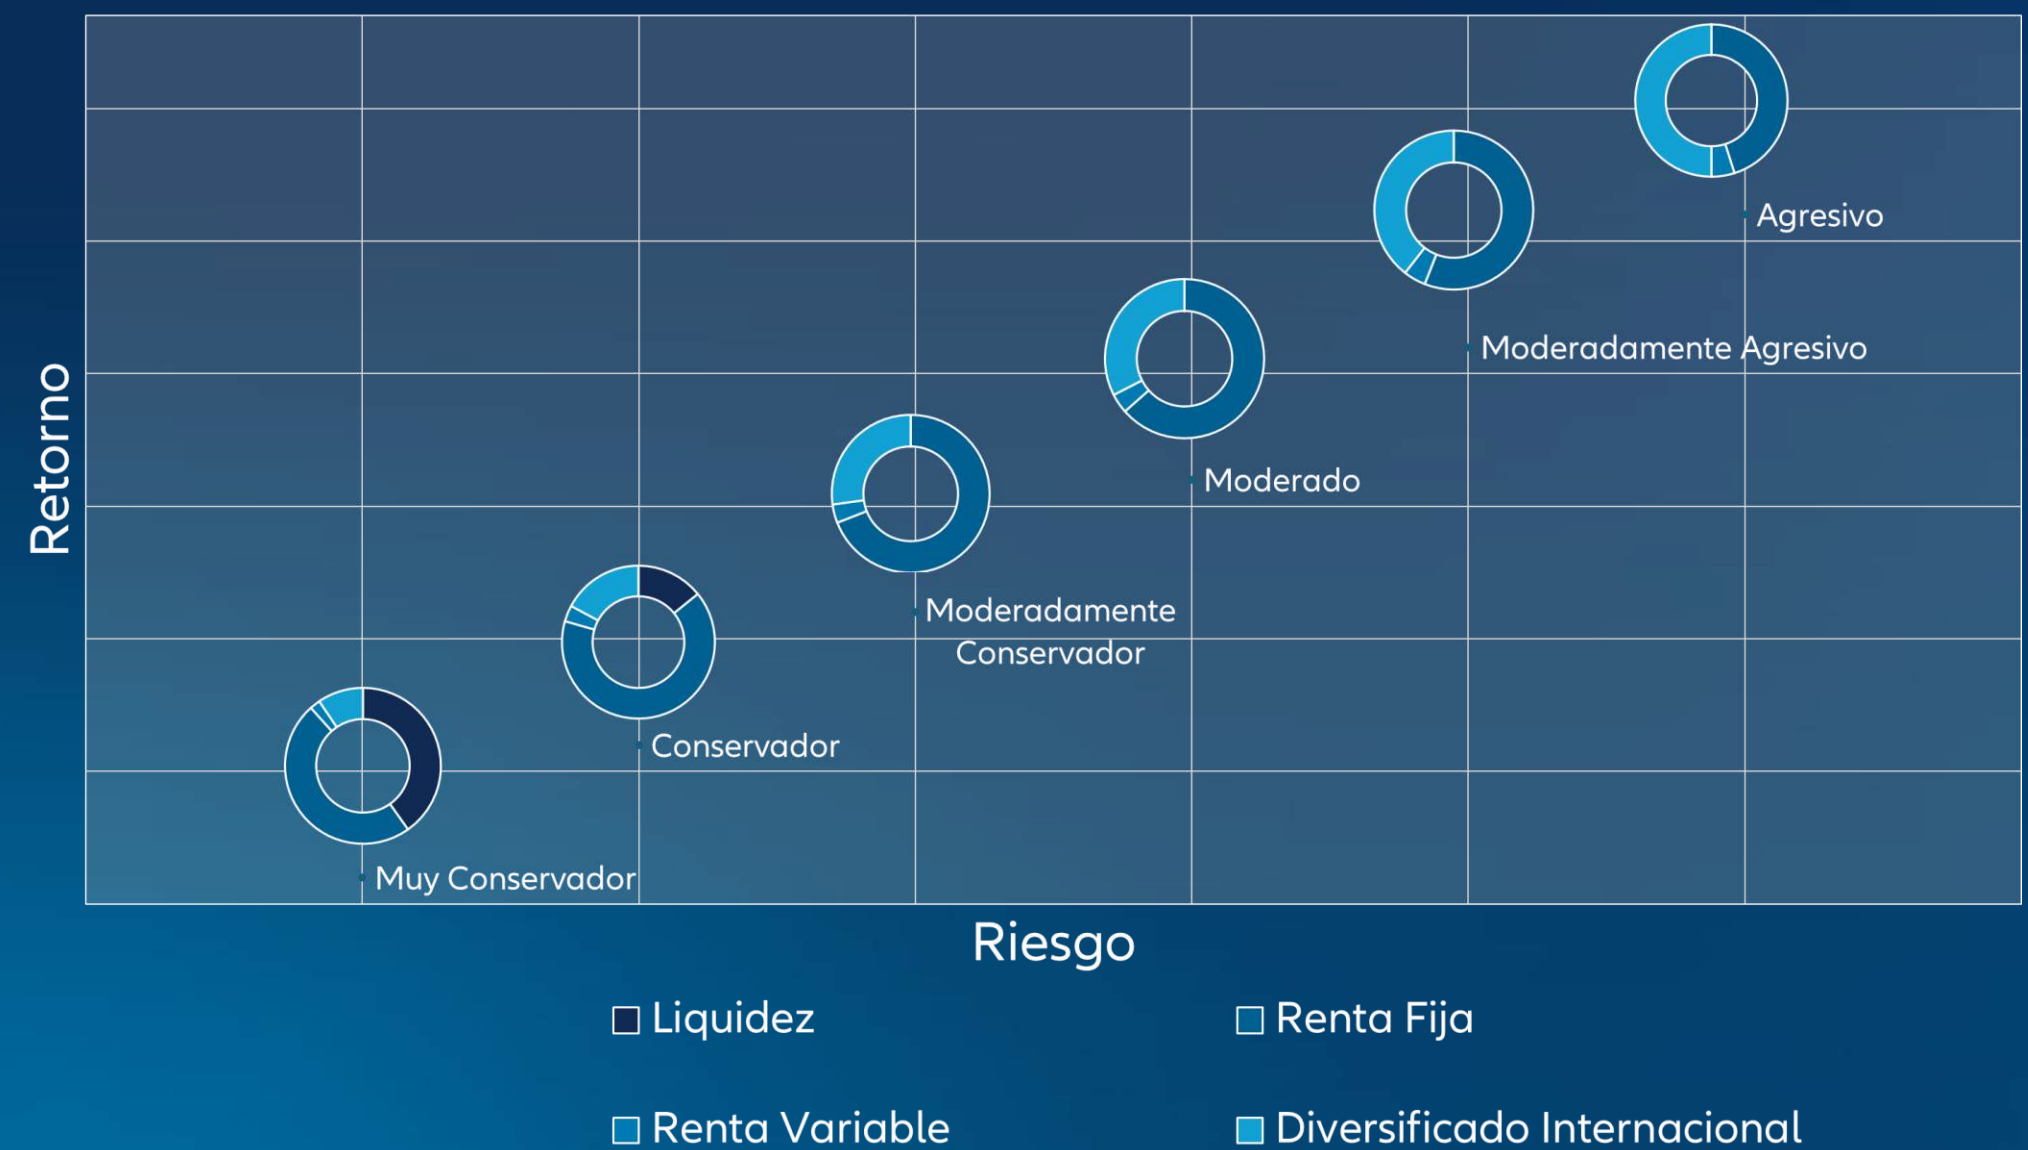 Retorno
Agresivo
Moderadamente Agresivo
Moderado
Moderadamente
Conservador
Conservador
Muy Conservador
Riesgo
Liquidez
Renta Fija
Renta Variable
Diversificado Internacional